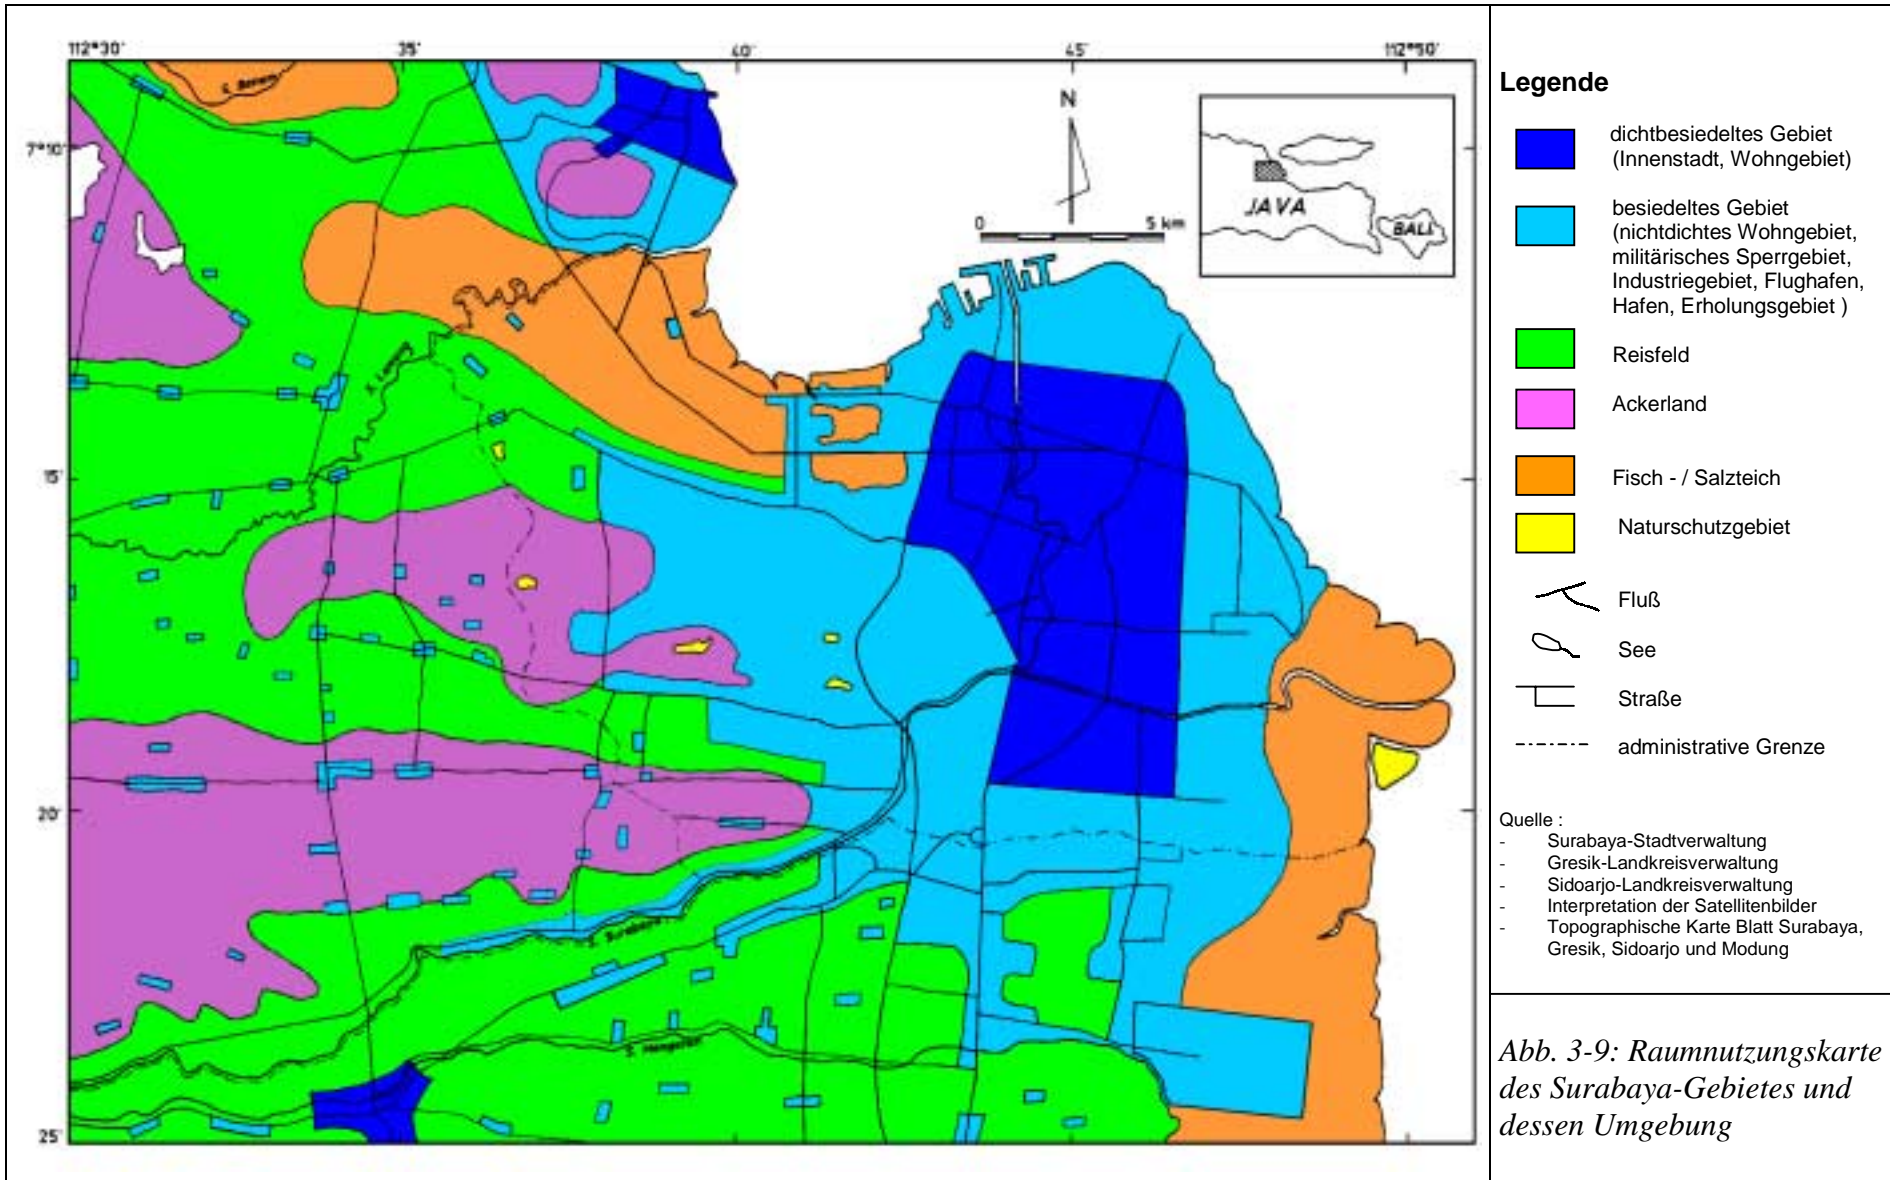 112°30' 35' 40' 45' 112°50'
7°10'
15'
20'
25'
N
0 5 km
JAVA
BALI
S. Surabaya
Legende
dichtbesiedeltes Gebiet
(Innenstadt, Wohngebiet)
besiedeltes Gebiet
(nichtdichtes Wohngebiet,
militärisches Sperrgebiet,
Industriegebiet, Flughafen,
Hafen, Erholungsgebiet )
Reisfeld
Ackerland
Fisch - / Salzteich
Naturschutzgebiet
Fluß
See
Straße
administrative Grenze
Quelle :
- Surabaya-Stadtverwaltung
- Gresik-Landkreisverwaltung
- Sidoarjo-Landkreisverwaltung
- Interpretation der Satellitenbilder
- Topographische Karte Blatt Surabaya,
Gresik, Sidoarjo und Modung
Abb. 3-9: Raumnutzungskarte
des Surabaya-Gebietes und
dessen Umgebung